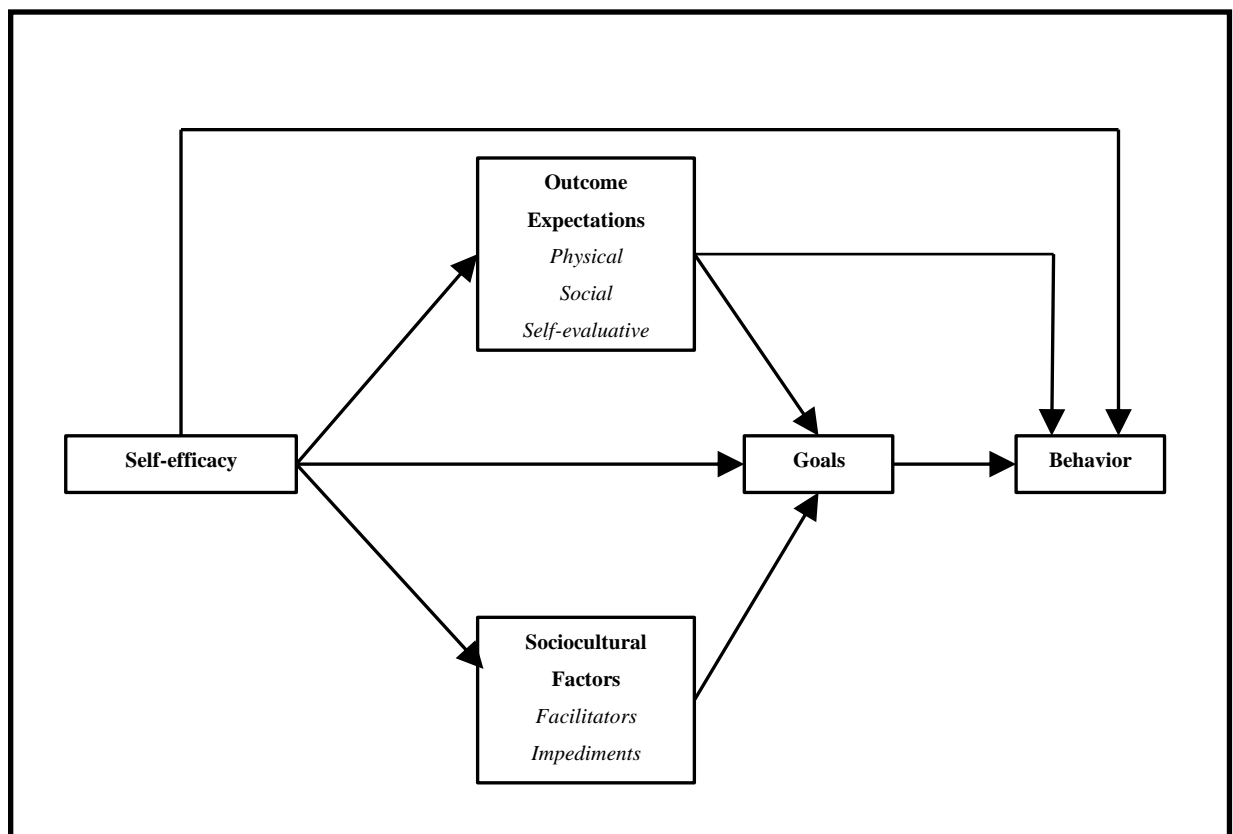 Outcome
Expectations
Physical
Social
Self-evaluative
Self-efficacy
Goals
Behavior
Sociocultural
Factors
Facilitators
Impediments